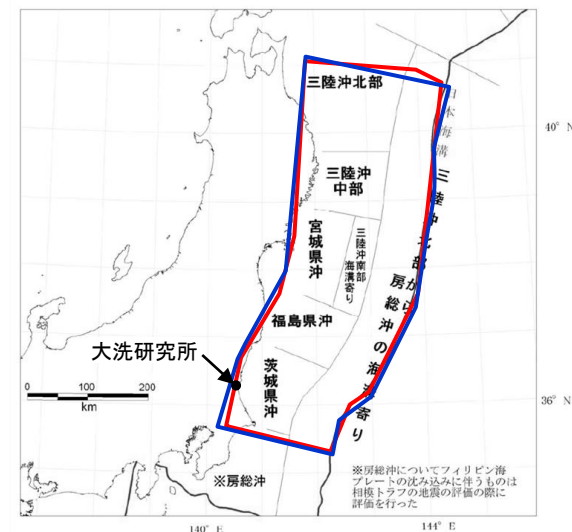 三陸沖北部
日本海溝
40° N
三陸沖
中部
三陸沖北部から
房総沖の海溝寄り
宮城県沖
三陸沖南部
海溝寄り
福島県沖
大洗研究所
茨城県沖
0 100 200
km
36° N
※房総沖
※房総沖についてフィリピン海
プレートの沈み込みに伴うものは
相模トラフの地震の評価の際に
評価を行った
140° E
144° E